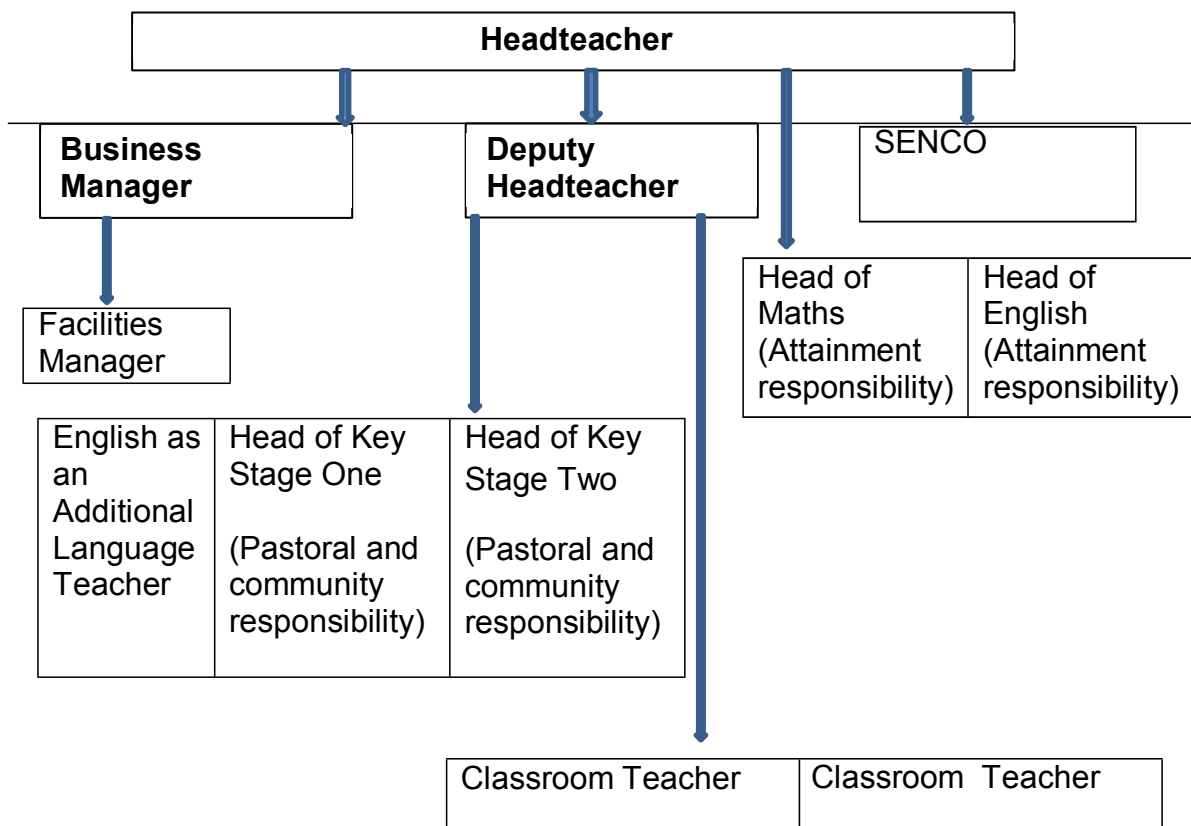 Headteacher
Business
Manager
Deputy
Headteacher
SENCO
Facilities
Manager
Head of
Maths
(Attainment
responsibility)
Head of
English
(Attainment
responsibility)
English as
an
Additional
Language
Teacher
Head of Key
Stage One
(Pastoral and
community
responsibility)
Head of Key
Stage Two
(Pastoral and
community
responsibility)
Classroom Teacher
Classroom Teacher